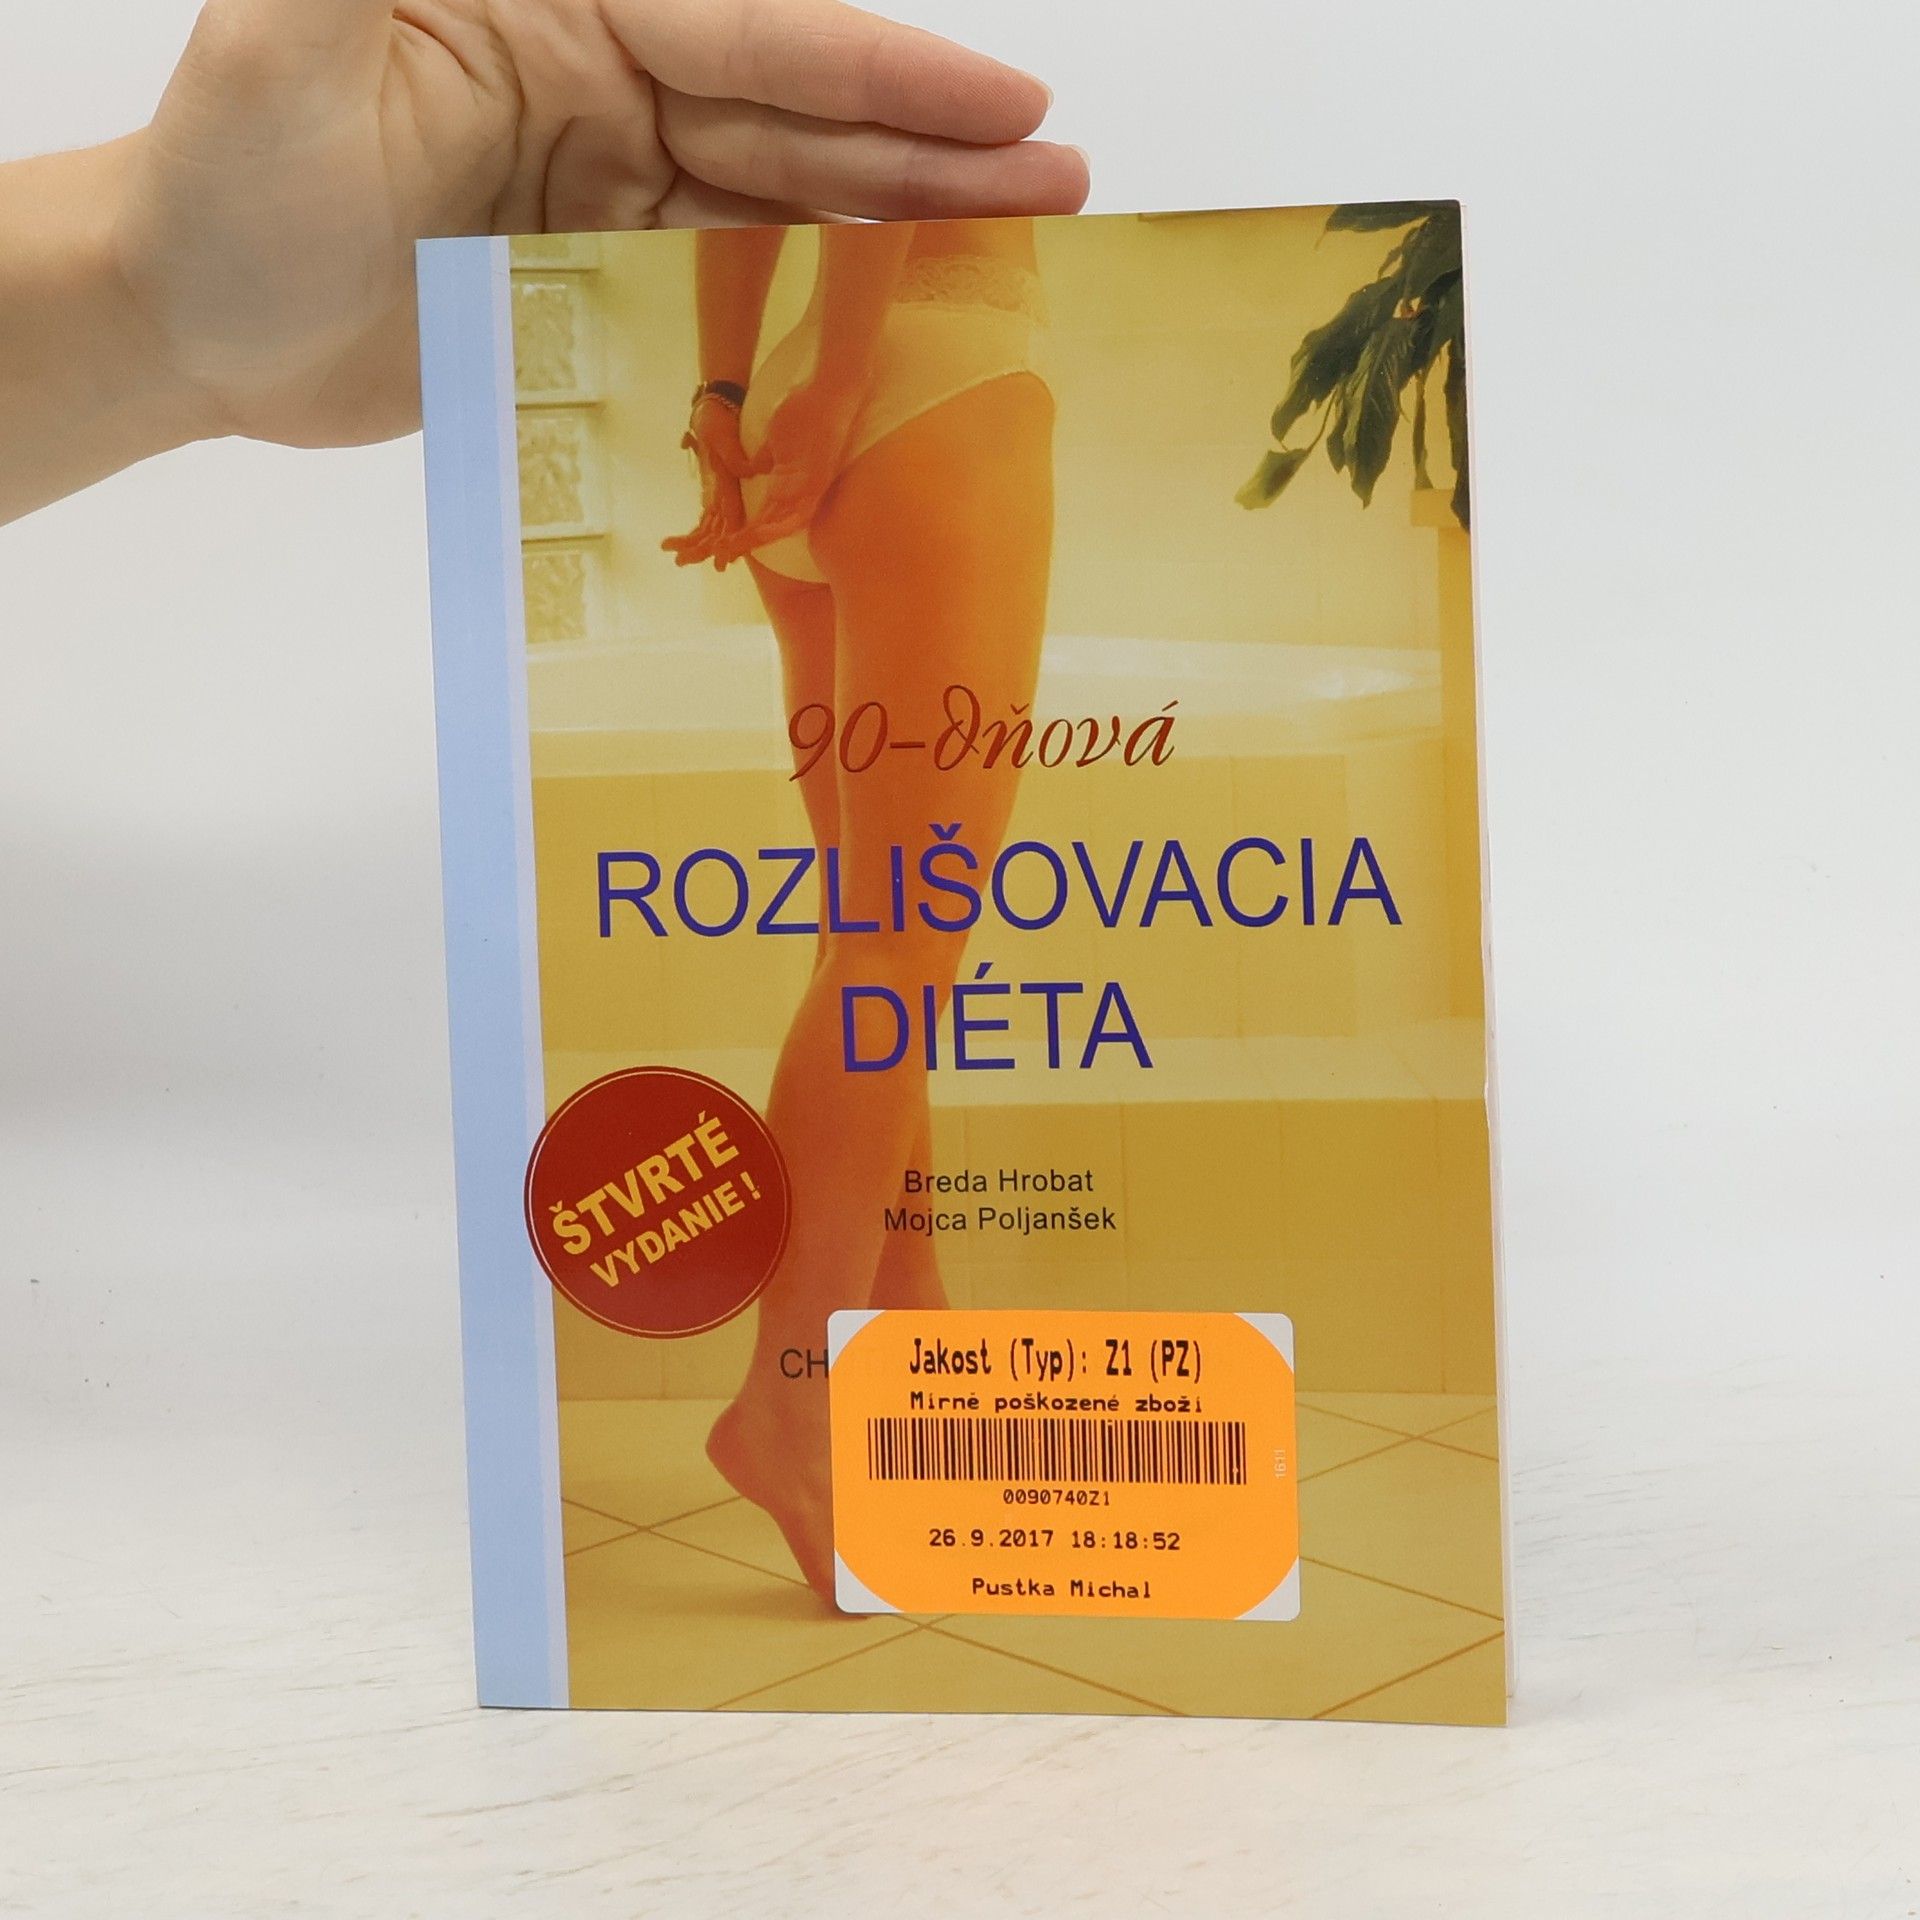 90-dňová
ROZLIŠOVACIA
DIÉTA
ŠTVRTÉ
VYDANIE!
Breda Hrobat
Mojca Poljanšek
Jakost (Typ): Z1 (PZ)
Mírně poškozené zboží
0090740Z1
26.9.2017 18:18:52
Pustka Michal
1611